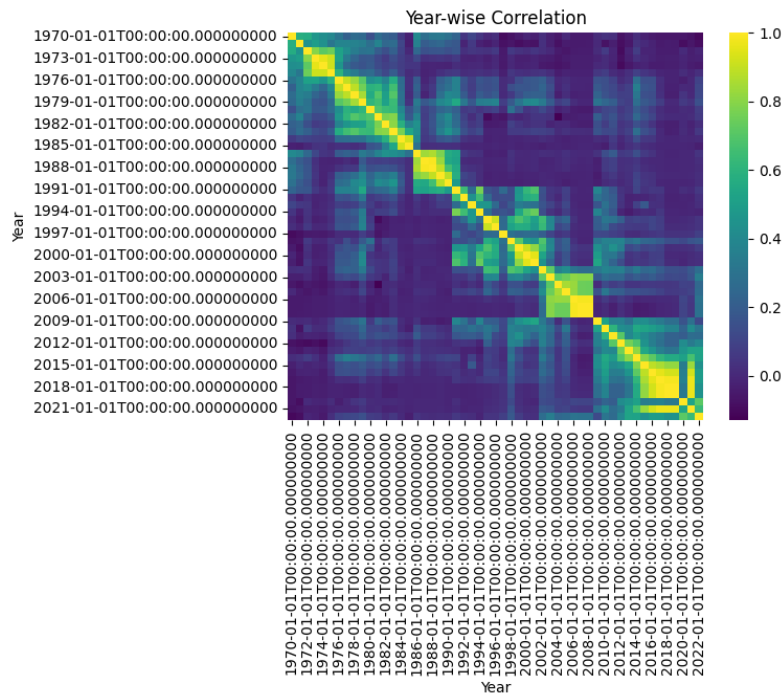 Year-wise Correlation
1970-01-01T00:00:00.000000000
1973-01-01T00:00:00.000000000
1976-01-01T00:00:00.000000000
1979-01-01T00:00:00.000000000
1982-01-01T00:00:00.000000000
1985-01-01T00:00:00.000000000
1988-01-01T00:00:00.000000000
1991-01-01T00:00:00.000000000
1994-01-01T00:00:00.000000000
1997-01-01T00:00:00.000000000
2000-01-01T00:00:00.000000000
2003-01-01T00:00:00.000000000
2006-01-01T00:00:00.000000000
2009-01-01T00:00:00.000000000
2012-01-01T00:00:00.000000000
2015-01-01T00:00:00.000000000
2018-01-01T00:00:00.000000000
2021-01-01T00:00:00.000000000
Year
1.0
0.8
0.6
0.4
0.2
0.0
1970-01-01T00:00:00.000000000
1972-01-01T00:00:00.000000000
1974-01-01T00:00:00.000000000
1976-01-01T00:00:00.000000000
1978-01-01T00:00:00.000000000
1980-01-01T00:00:00.000000000
1982-01-01T00:00:00.000000000
1984-01-01T00:00:00.000000000
1986-01-01T00:00:00.000000000
1988-01-01T00:00:00.000000000
1990-01-01T00:00:00.000000000
1992-01-01T00:00:00.000000000
1994-01-01T00:00:00.000000000
1996-01-01T00:00:00.000000000
1998-01-01T00:00:00.000000000
2000-01-01T00:00:00.000000000
2002-01-01T00:00:00.000000000
2004-01-01T00:00:00.000000000
2006-01-01T00:00:00.000000000
2008-01-01T00:00:00.000000000
2010-01-01T00:00:00.000000000
2012-01-01T00:00:00.000000000
2014-01-01T00:00:00.000000000
2016-01-01T00:00:00.000000000
2018-01-01T00:00:00.000000000
2020-01-01T00:00:00.000000000
2022-01-01T00:00:00.000000000
Year